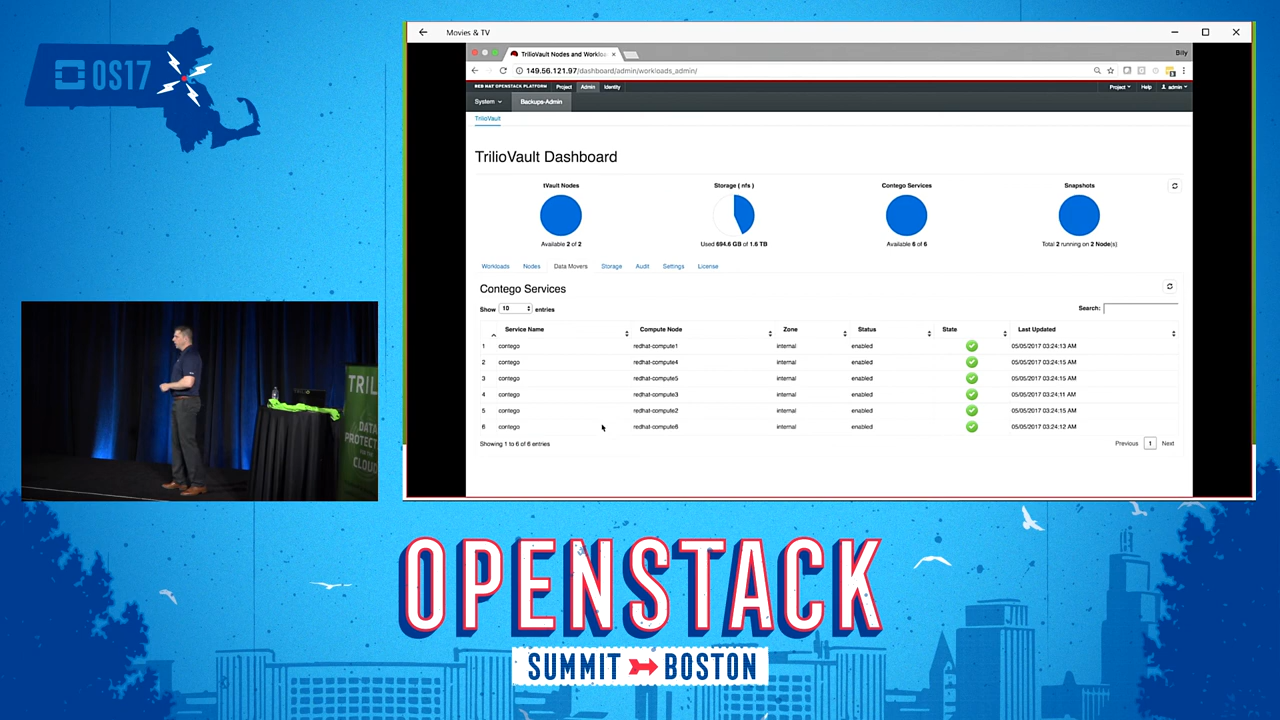 OS17
Movies & TV
TrilioVault Nodes and Worklo
Billy
149.56.121.97/dashboard/admin/workloads_admin/
RED HAT OPENSTACK PLATFORM Project Admin Identity
Project Help admin
System Backups-Admin
TrilioVault
TrilioVault Dashboard
tVault Nodes Storage ( nfs ) Contego Services Snapshots
Available 2 of 2 Used 694.6 GB of 1.6 TB Available 6 of 6 Total 2 running on 2 Node(s)
Workloads Nodes Data Movers Storage Audit Settings License
Contego Services
Show 10 entries Search:
Service Name Compute Node Zone Status State Last Updated
1 contego redhat-compute1 internal enabled 05/05/2017 03:24:13 AM
2 contego redhat-compute4 internal enabled 05/05/2017 03:24:15 AM
3 contego redhat-compute5 internal enabled 05/05/2017 03:24:15 AM
4 contego redhat-compute3 internal enabled 05/05/2017 03:24:11 AM
5 contego redhat-compute2 internal enabled 05/05/2017 03:24:15 AM
6 contego redhat-compute6 internal enabled 05/05/2017 03:24:12 AM
Showing 1 to 6 of 6 entries Previous 1 Next
TRIL
DATA
PROTEC
FOR THE
CLOUD
OPENSTACK
SUMMIT BOSTON